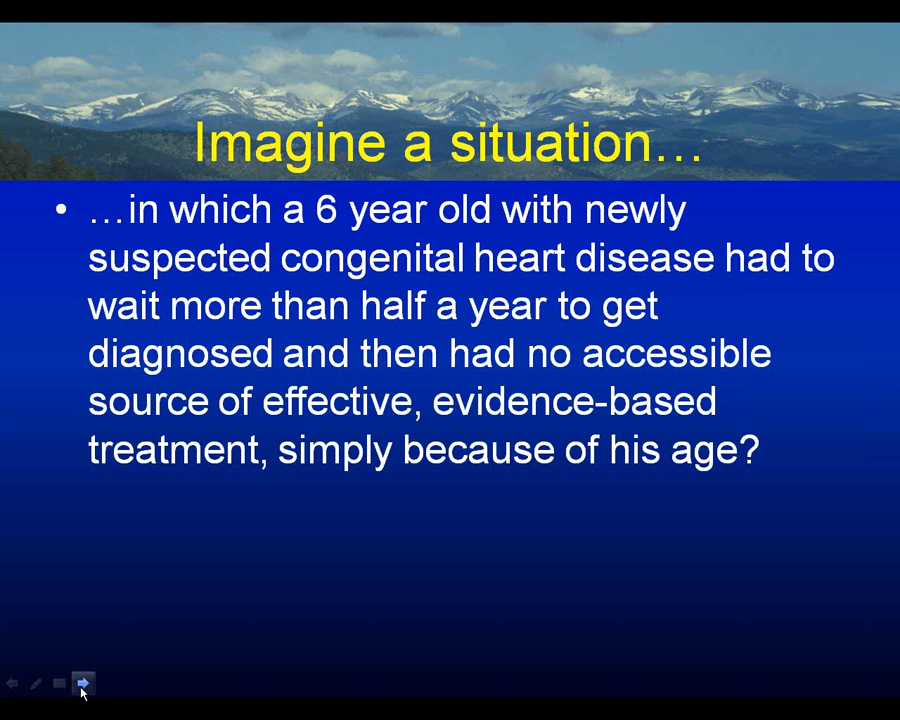 Imagine a situation…
• …in which a 6 year old with newly
suspected congenital heart disease had to
wait more than half a year to get
diagnosed and then had no accessible
source of effective, evidence-based
treatment, simply because of his age?